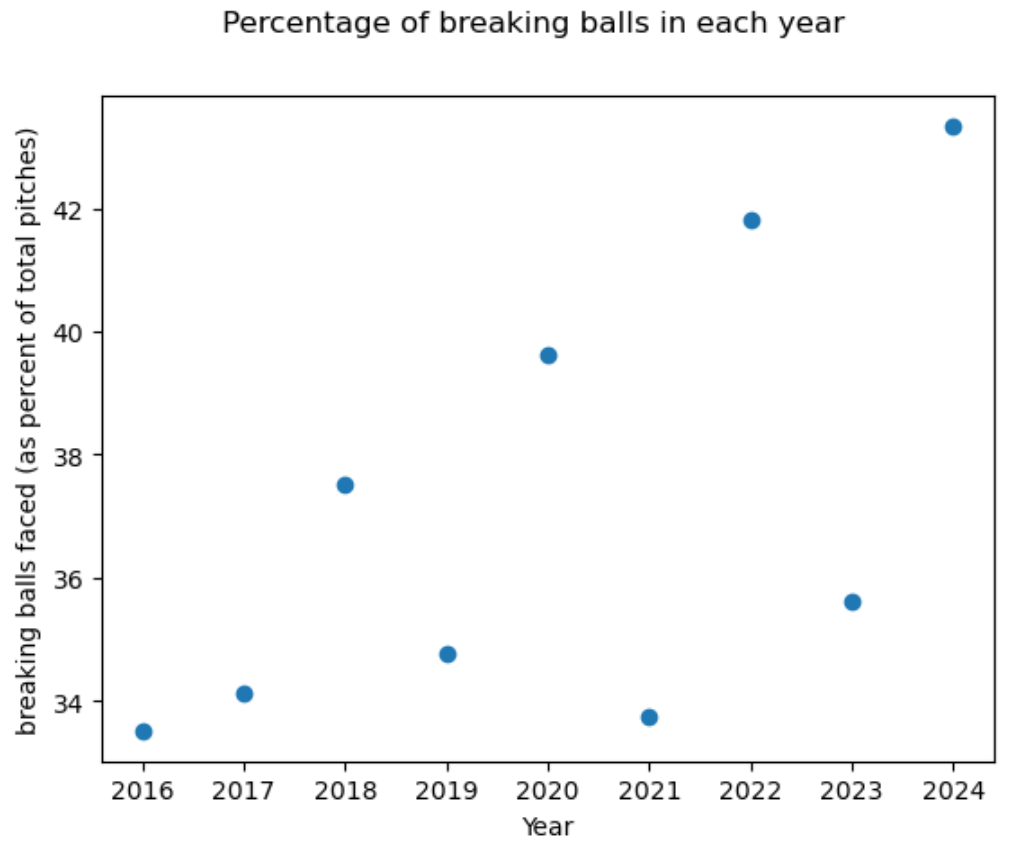 Percentage of breaking balls in each year
breaking balls faced (as percent of total pitches)
42
40
38
36
34
2016 2017 2018 2019 2020 2021 2022 2023 2024
Year